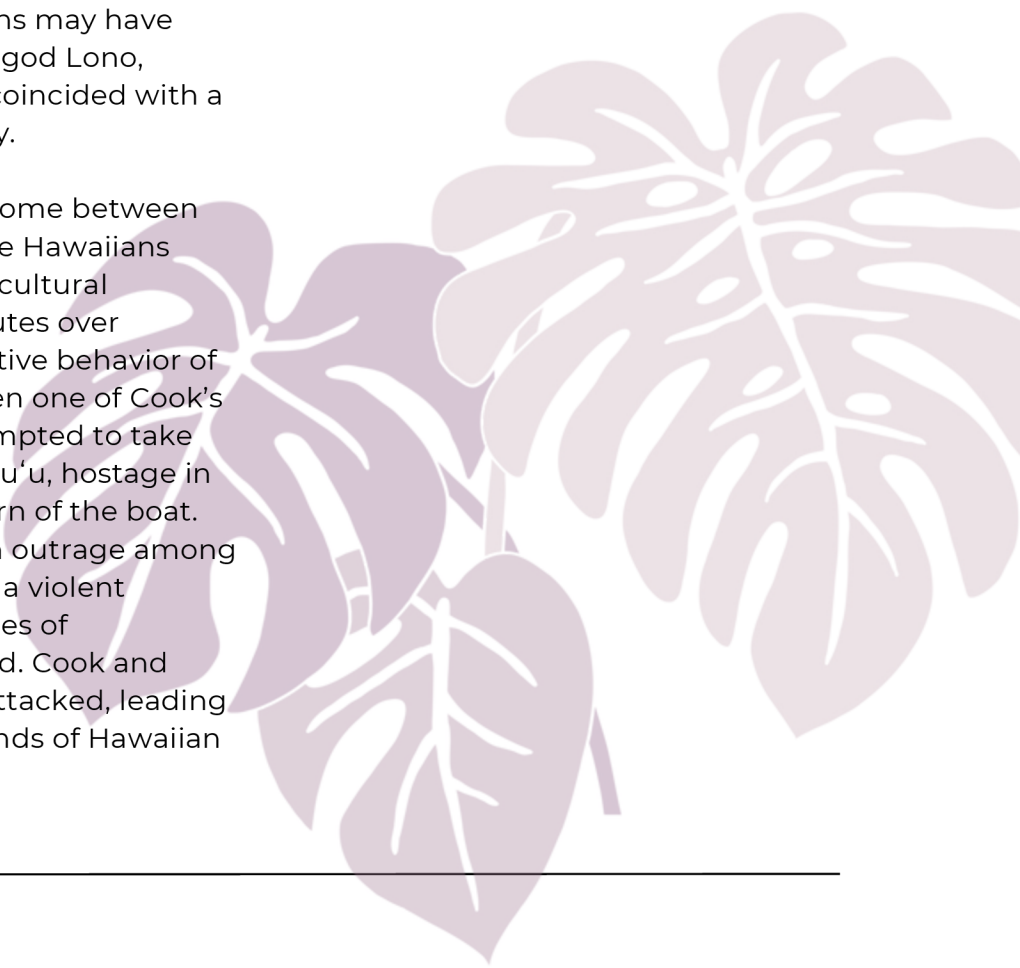 ns may have
god Lono,
coincided with a
y.
ome between
e Hawaiians
cultural
utes over
tive behavior of
en one of Cook’s
mpted to take
uʻu, hostage in
rn of the boat.
n outrage among
a violent
es of
d. Cook and
ttacked, leading
nds of Hawaiian